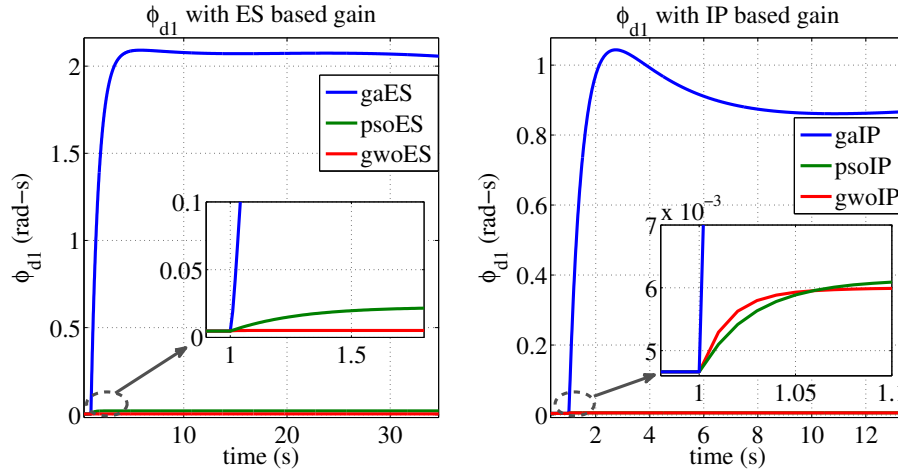 ϕd1 with ES based gain
2
1.5
1
0.5
0
ϕd1 (rad−s)
10
20
30
time (s)
gaES
psoES
gwoES
0.1
0.05
0
1
1.5
ϕd1 with IP based gain
1
0.8
0.6
0.4
0.2
0
ϕd1 (rad−s)
2
4
6
8
10
12
time (s)
gaIP
psoIP
gwoIP
x 10−3
7
6
5
1
1.05
1.1